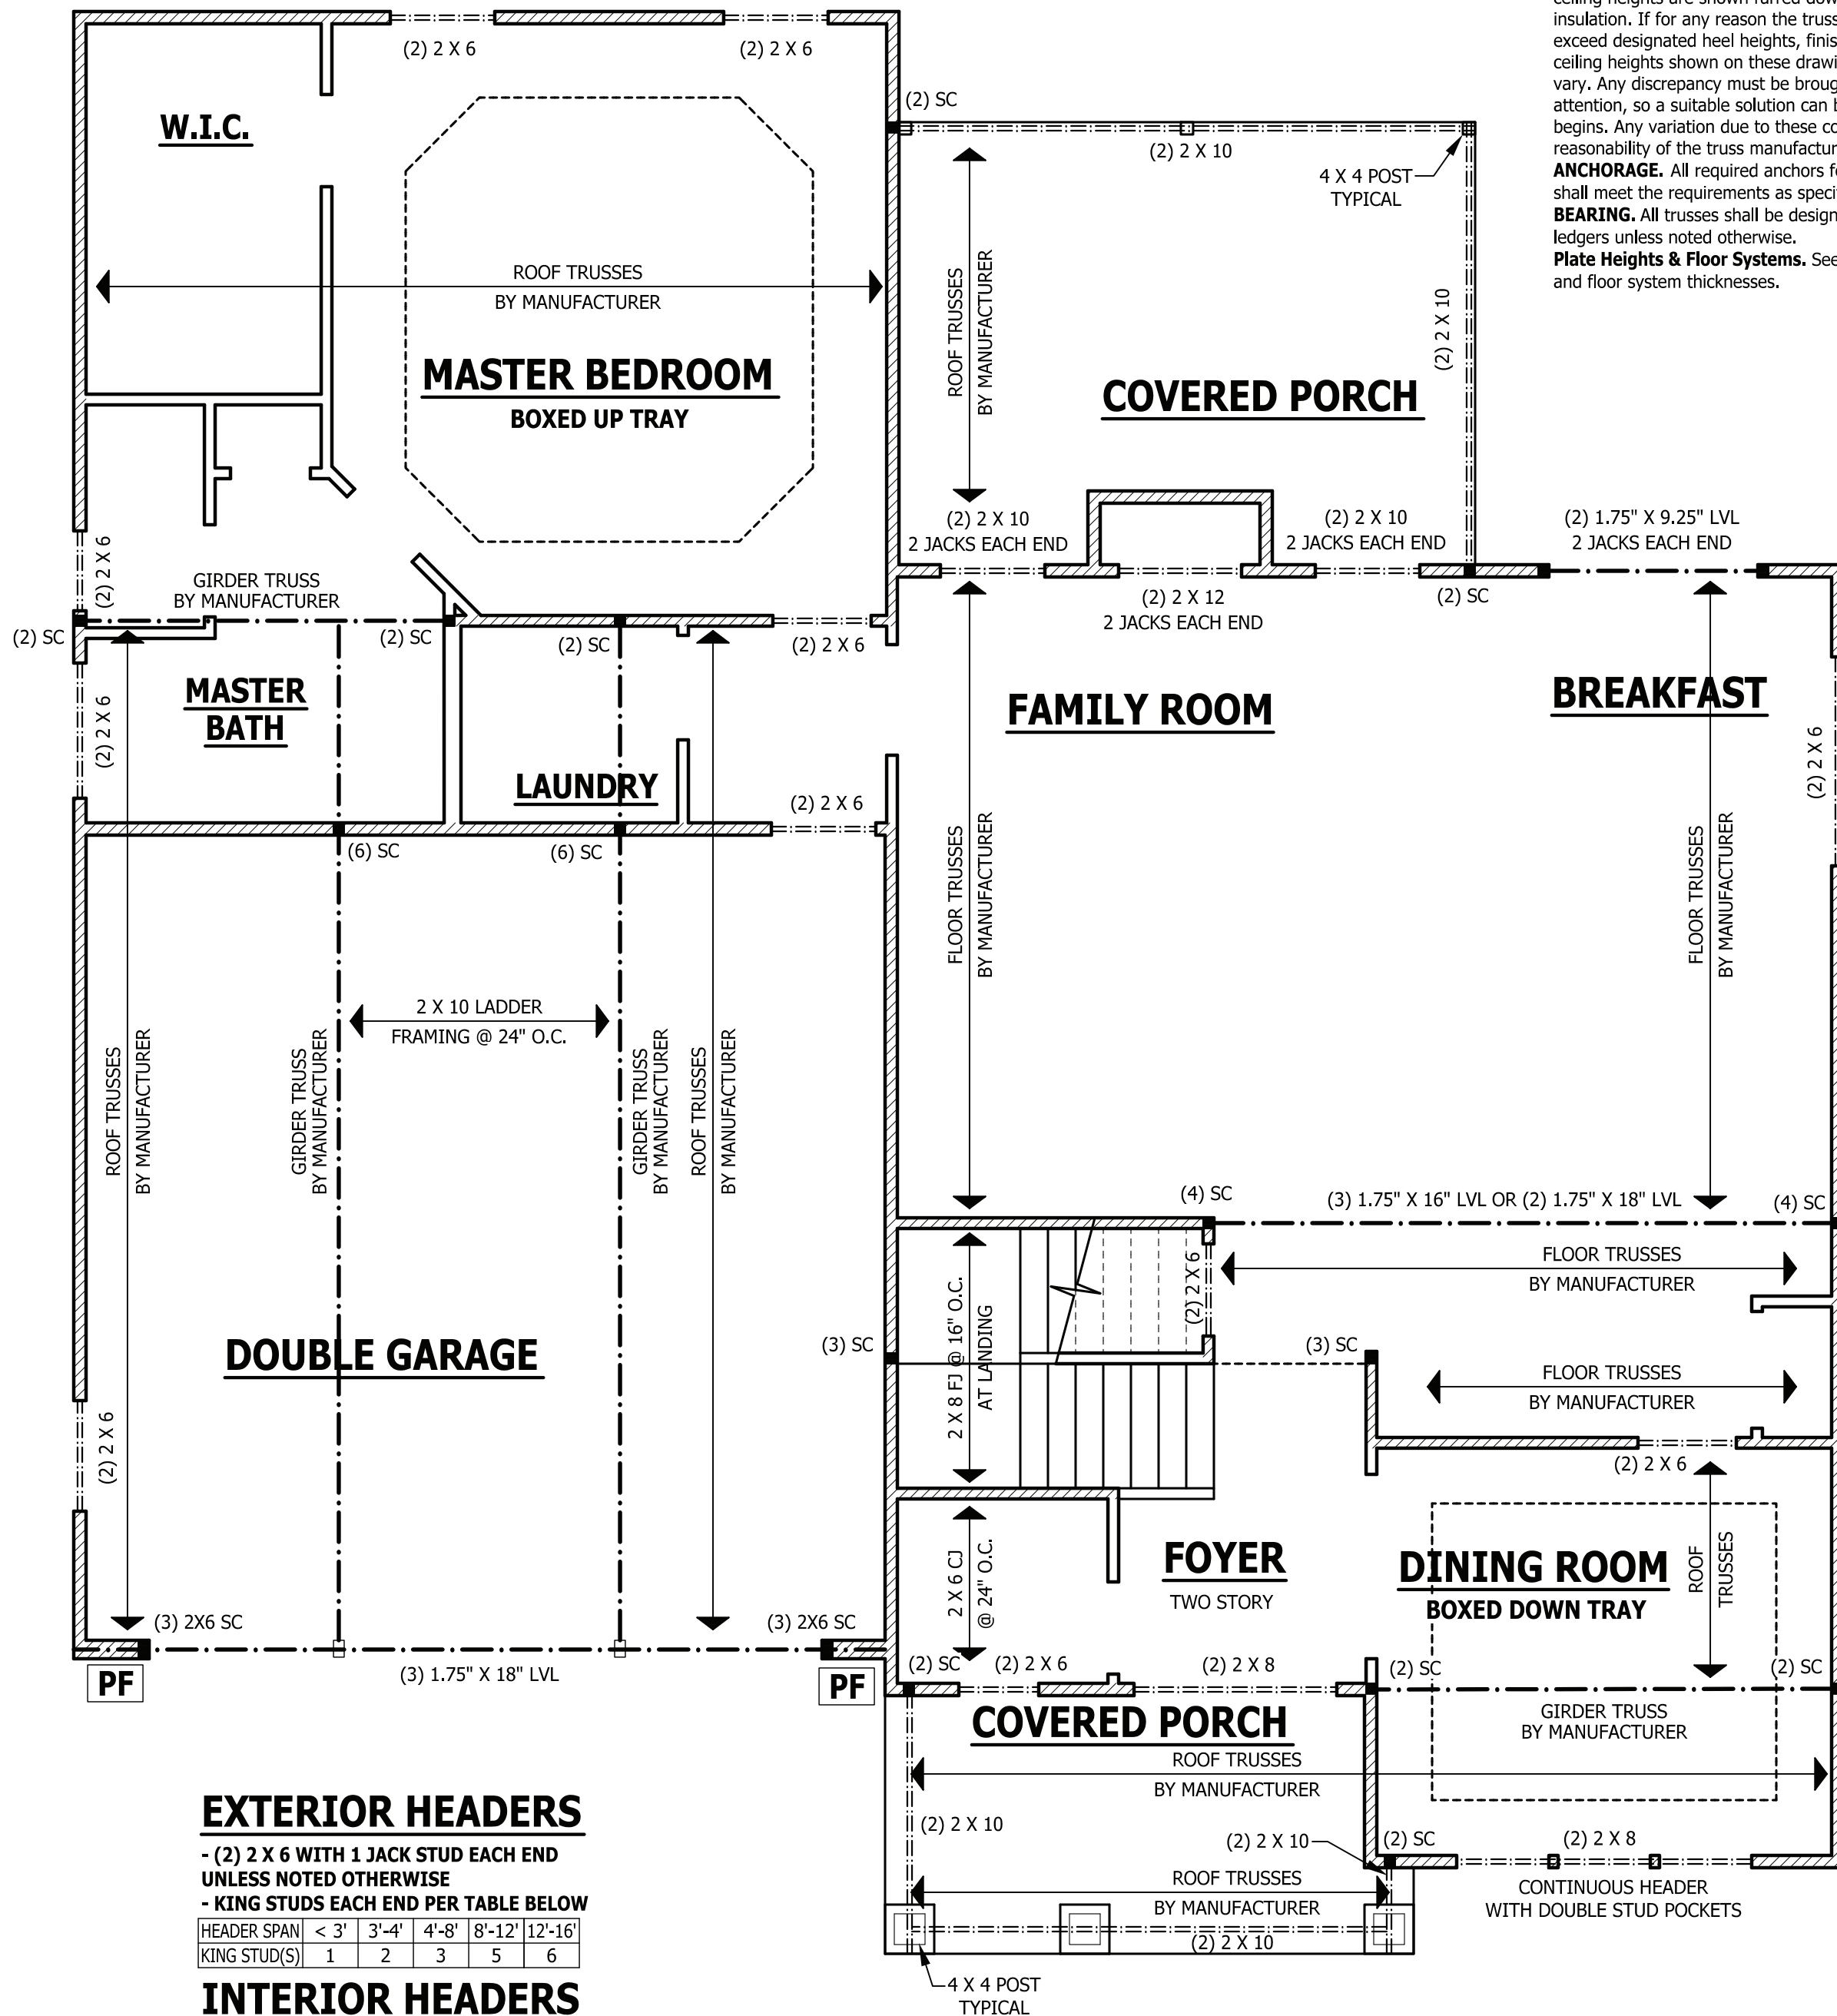 ceiling heights are shown furred dow
insulation. If for any reason the truss
exceed designated heel heights, finis
ceiling heights shown on these drawi
vary. Any discrepancy must be broug
attention, so a suitable solution can b
begins. Any variation due to these co
reasonability of the truss manufactur
ANCHORAGE. All required anchors fo
shall meet the requirements as speci
BEARING. All trusses shall be design
ledgers unless noted otherwise.
Plate Heights & Floor Systems. See
and floor system thicknesses.
(2) 2 X 6
(2) 2 X 6
W.I.C.
(2) SC
(2) 2 X 10
4 X 4 POST
TYPICAL
ROOF TRUSSES
BY MANUFACTURER
ROOF TRUSSES
BY MANUFACTURER
(2) 2 X 10
MASTER BEDROOM
BOXED UP TRAY
COVERED PORCH
(2) 2 X 10
2 JACKS EACH END
(2) 2 X 10
2 JACKS EACH END
(2) 1.75" X 9.25" LVL
2 JACKS EACH END
(2) 2 X 6
GIRDER TRUSS
BY MANUFACTURER
(2) 2 X 12
2 JACKS EACH END
(2) SC
(2) SC
(2) SC
(2) SC
(2) 2 X 6
MASTER
BATH
(2) 2 X 6
FAMILY ROOM
BREAKFAST
(2) 2 X 6
LAUNDRY
(2) 2 X 6
(6) SC
(6) SC
FLOOR TRUSSES
BY MANUFACTURER
FLOOR TRUSSES
BY MANUFACTURER
2 X 10 LADDER
FRAMING @ 24" O.C.
ROOF TRUSSES
BY MANUFACTURER
GIRDER TRUSS
BY MANUFACTURER
GIRDER TRUSS
BY MANUFACTURER
ROOF TRUSSES
BY MANUFACTURER
(4) SC
(3) 1.75" X 16" LVL OR (2) 1.75" X 18" LVL
(4) SC
FLOOR TRUSSES
BY MANUFACTURER
(2) 2 X 6
2 X 8 FJ @ 16" O.C.
AT LANDING
DOUBLE GARAGE
(3) SC
(3) SC
FLOOR TRUSSES
BY MANUFACTURER
(2) 2 X 6
(2) 2 X 6
2 X 6 CJ
@ 24" O.C.
FOYER
TWO STORY
DINING ROOM
BOXED DOWN TRAY
ROOF
TRUSSES
(3) 2X6 SC
(3) 2X6 SC
(3) 1.75" X 18" LVL
PF
PF
(2) SC
(2) 2 X 6
(2) 2 X 8
(2) SC
(2) SC
COVERED PORCH
GIRDER TRUSS
BY MANUFACTURER
ROOF TRUSSES
BY MANUFACTURER
(2) 2 X 10
(2) 2 X 10
(2) SC
(2) 2 X 8
ROOF TRUSSES
BY MANUFACTURER
CONTINUOUS HEADER
WITH DOUBLE STUD POCKETS
(2) 2 X 10
4 X 4 POST
TYPICAL
EXTERIOR HEADERS
- (2) 2 X 6 WITH 1 JACK STUD EACH END
UNLESS NOTED OTHERWISE
- KING STUDS EACH END PER TABLE BELOW
HEADER SPAN < 3' 3'-4' 4'-8' 8'-12' 12'-16'
KING STUD(S) 1 2 3 5 6
INTERIOR HEADERS